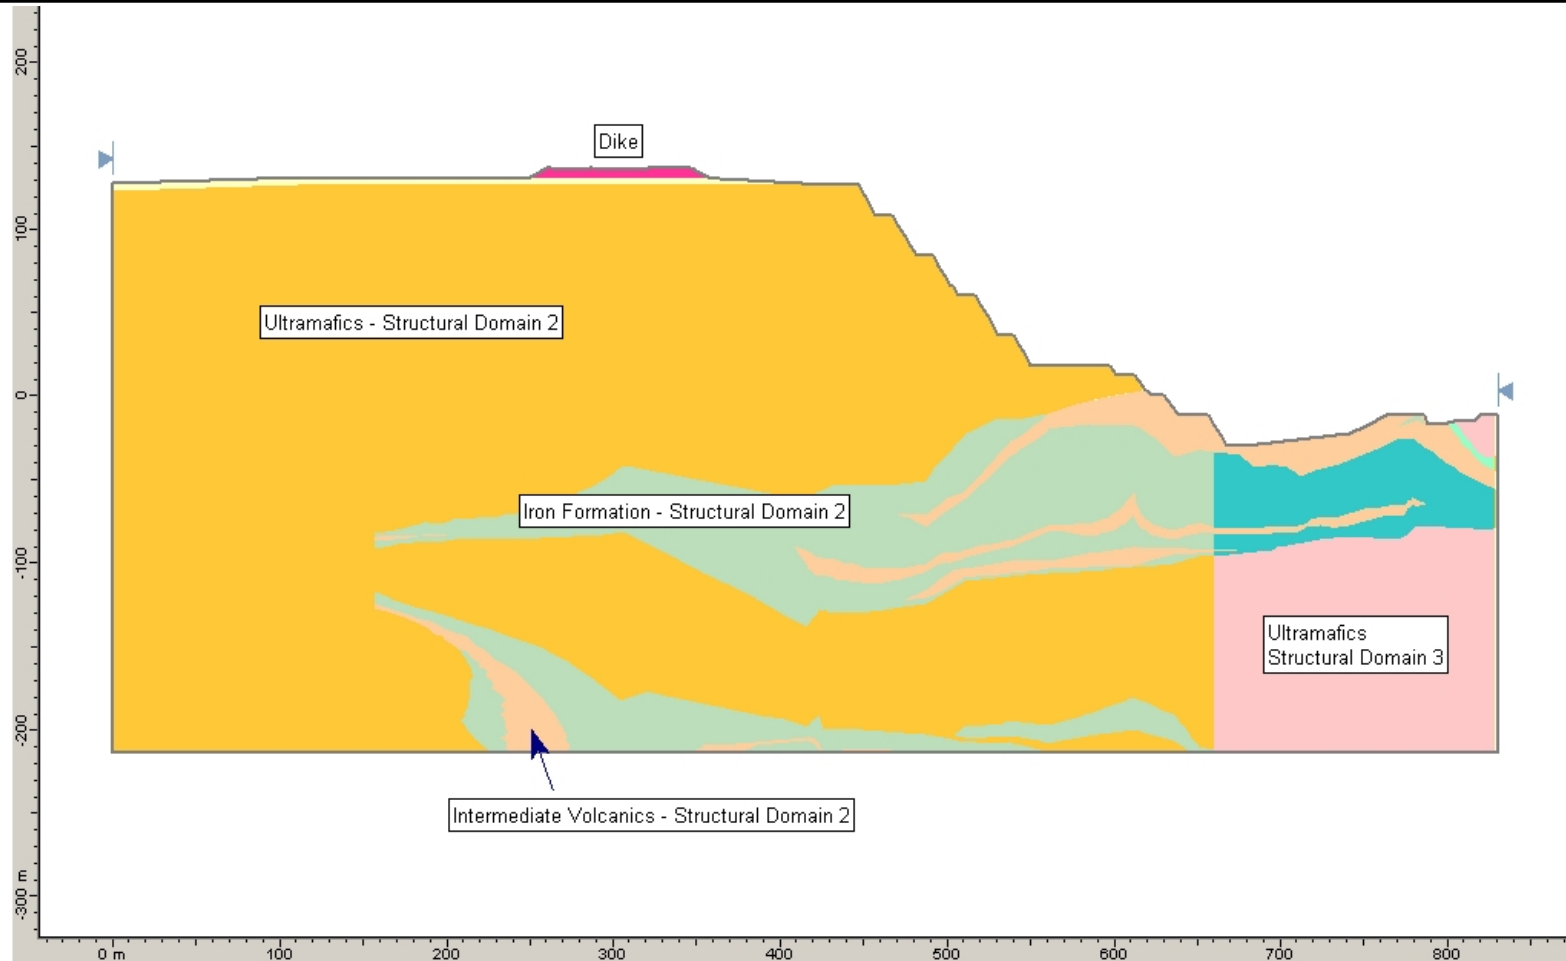 200
100
0
-100
-200
-300 m
Dike
Ultramafics - Structural Domain 2
Iron Formation - Structural Domain 2
Ultramafics
Structural Domain 3
Intermediate Volcanics - Structural Domain 2
0 m 100 200 300 400 500 600 700 800